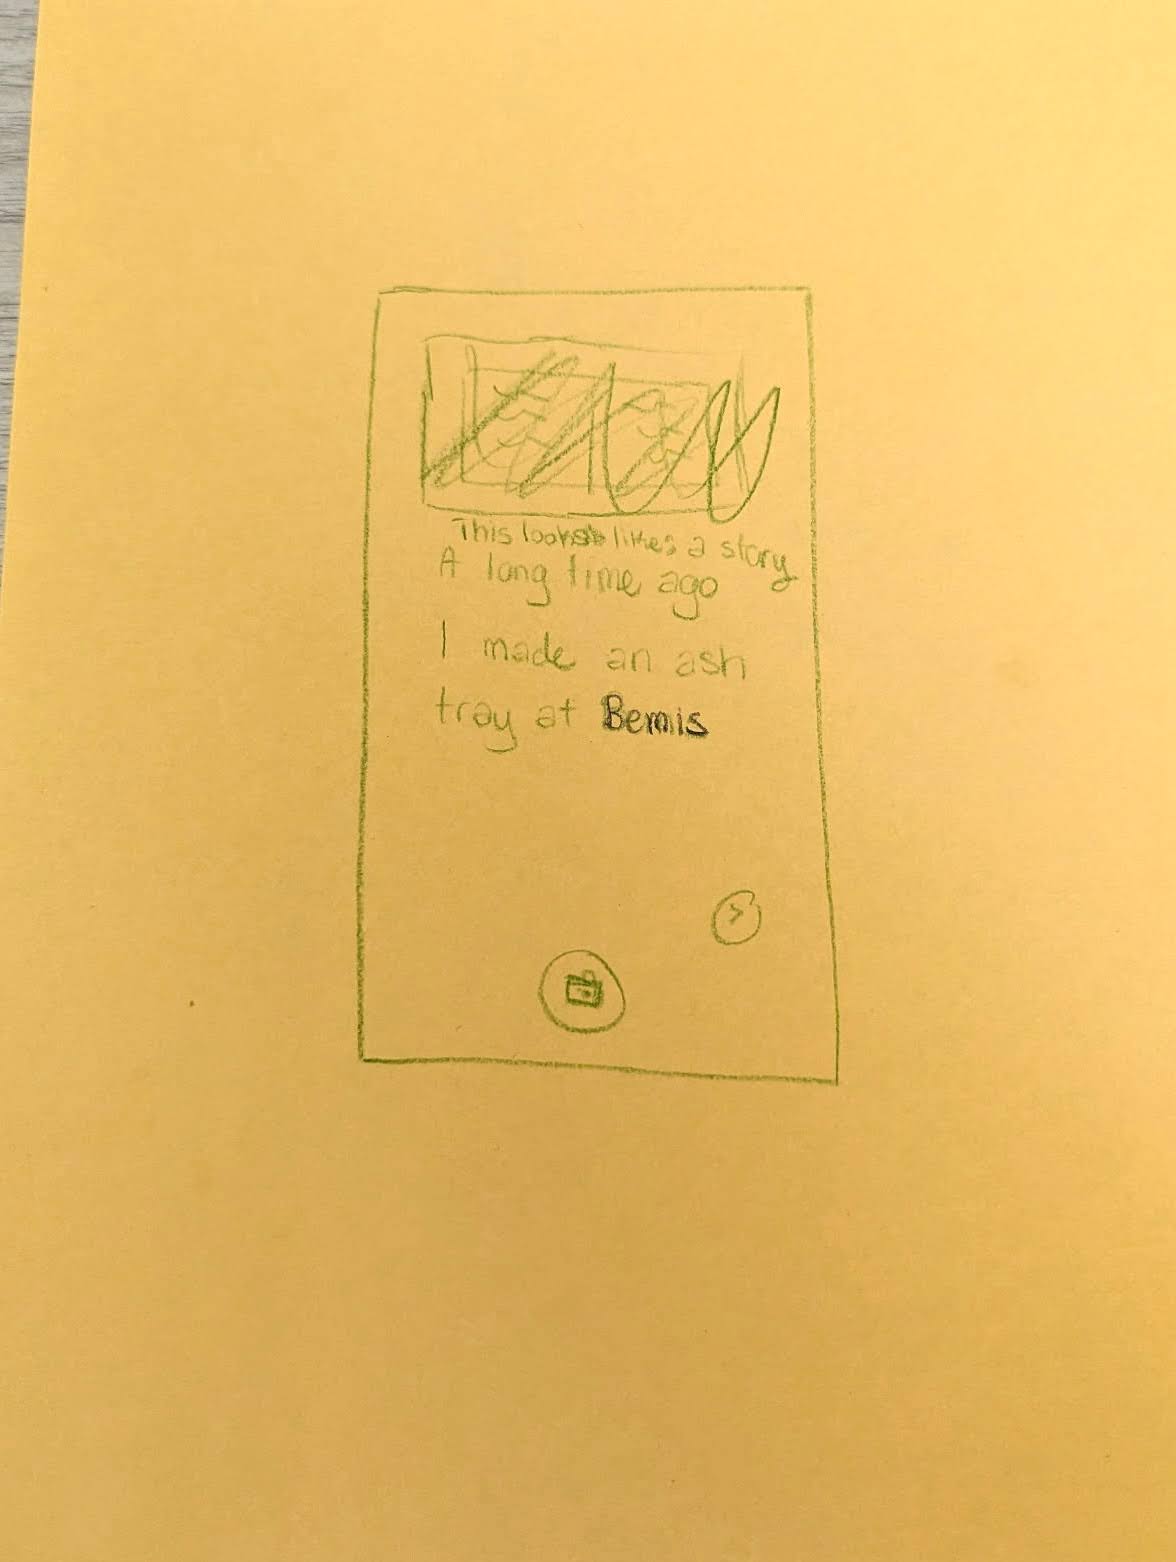 This looks likes a story
A long time ago
I made an ash
tray at Bemis
>